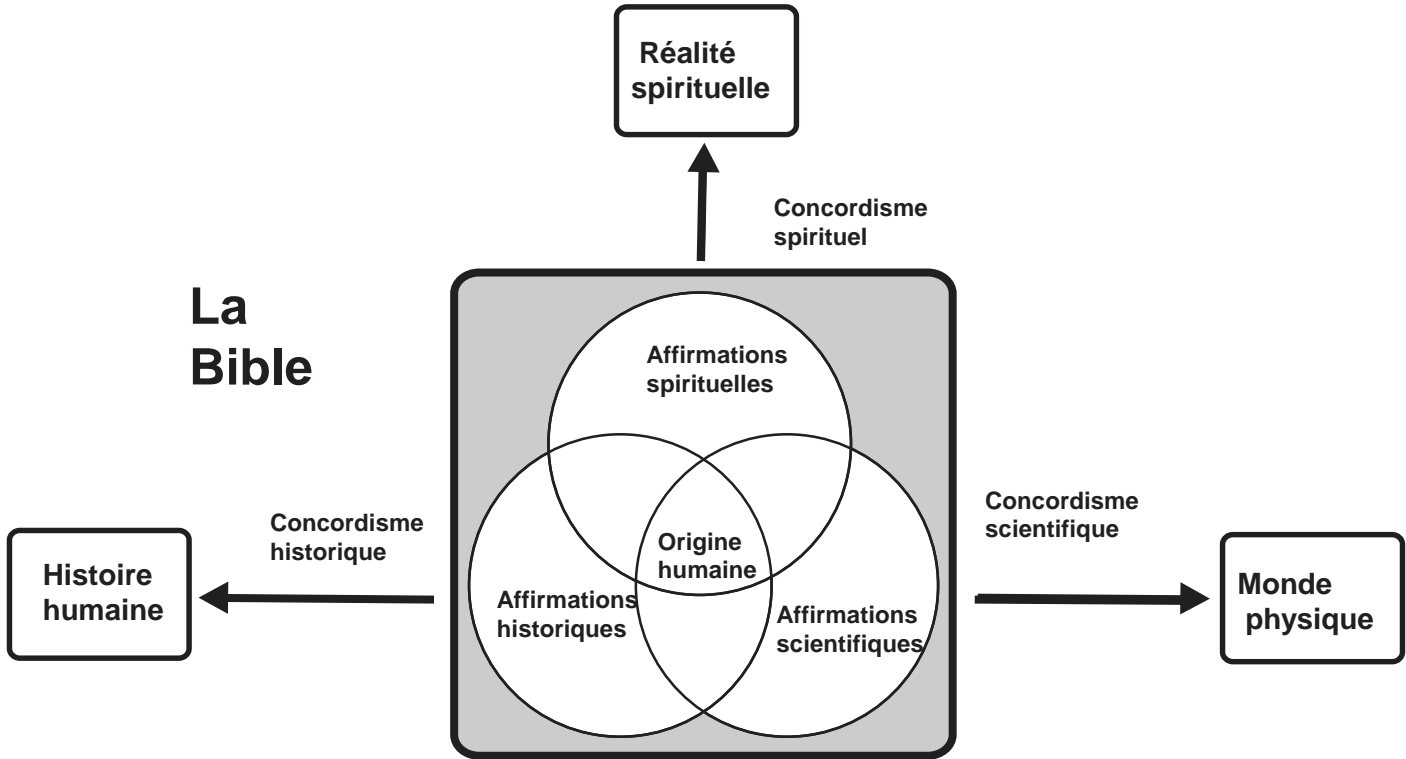 Réalité
spirituelle
Concordisme
spirituel
La
Bible
Affirmations
spirituelles
Concordisme
historique
Concordisme
scientifique
Origine
humaine
Histoire
humaine
Affirmations
historiques
Affirmations
scientifiques
Monde
physique